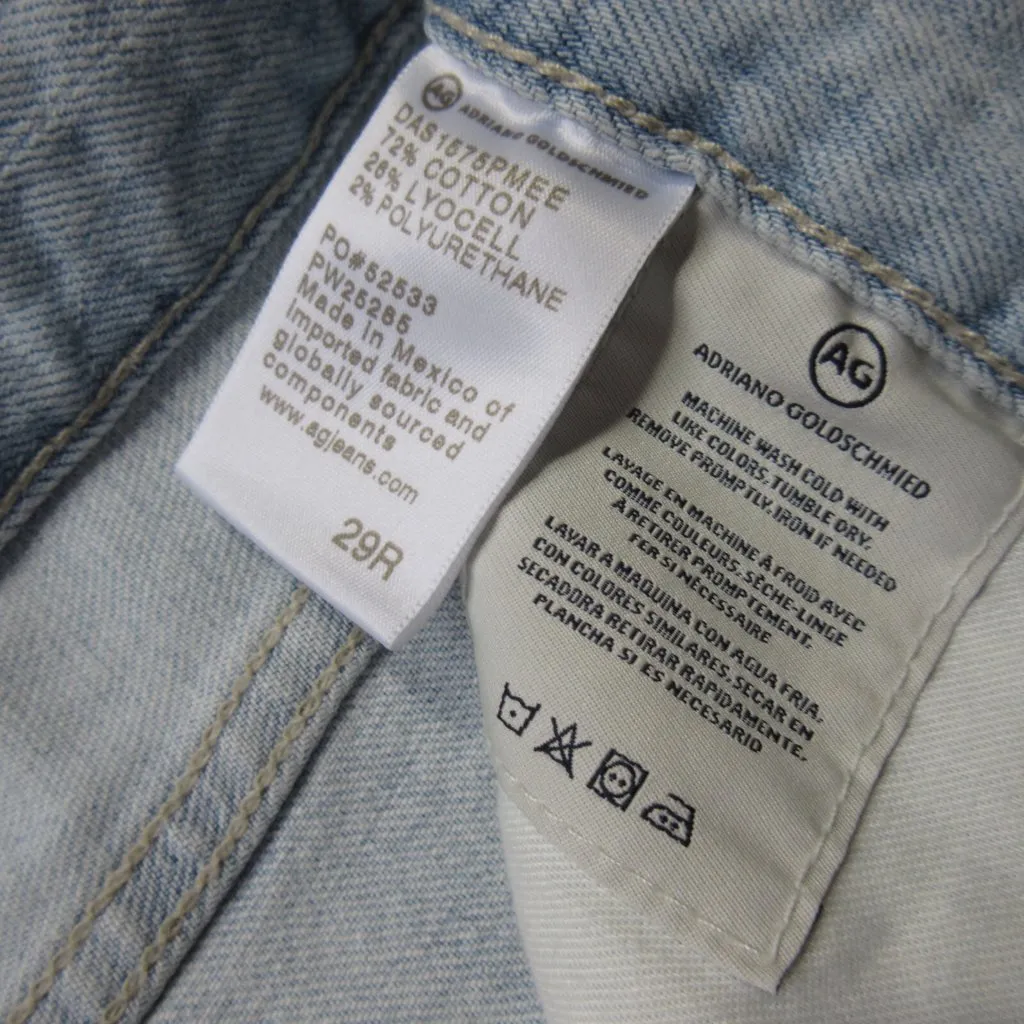 AG ADRIANO GOLDSCHMIED
DAS1575PMEE
72% COTTON
26% LYOCELL
2% POLYURETHANE
PO#52533
PW25265
Made in Mexico of
Imported fabric and
globally sourced
components
www.agjeans.com
29R
AG
ADRIANO GOLDSCHMIED
MACHINE WASH COLD WITH
LIKE COLORS. TUMBLE DRY.
REMOVE PROMPTLY. IRON IF NEEDED
LAVAGE EN MACHINE À FROID AVEC
COMME COULEURS. SÈCHE-LINGE
À RETIRER PROMPTEMENT.
FER SI NÉCESSAIRE
LAVAR A MAQUINA CON AGUA FRIA.
CON COLORES SIMILARES. SECAR EN
SECADORA RETIRAR RAPIDAMENTE.
PLANCHA SI ES NECESARIO